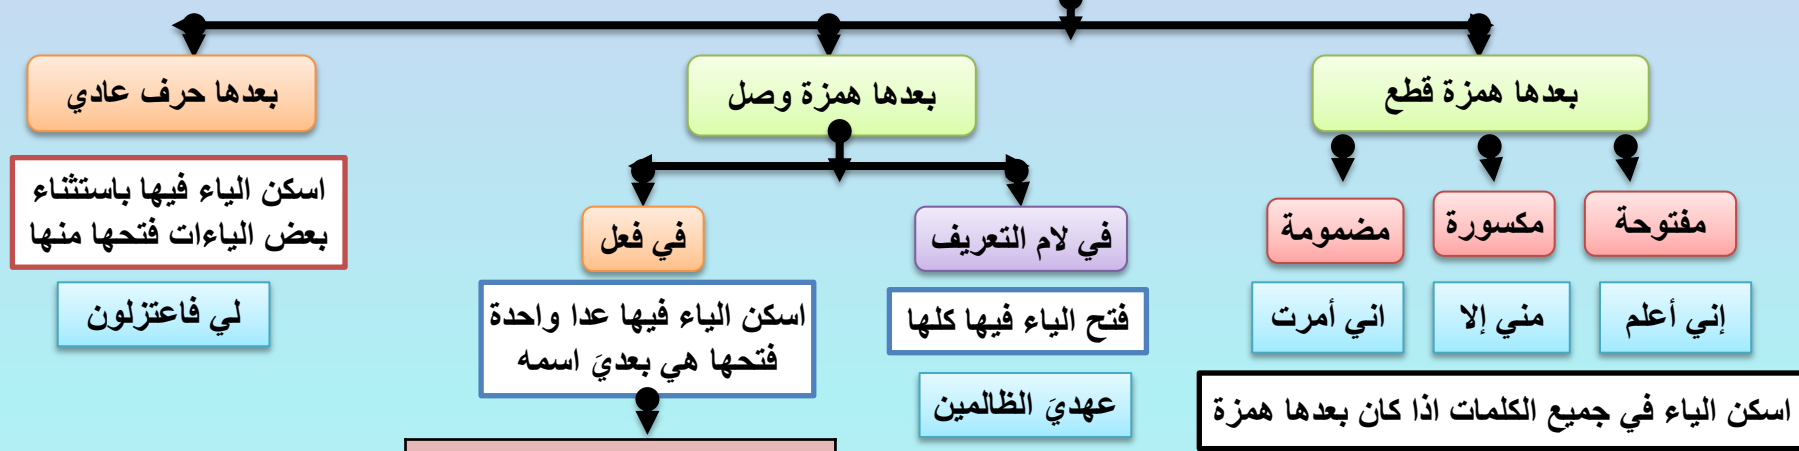 بعدها همزة قطع
بعدها همزة وصل
بعدها حرف عادي
مفتوحة
مكسورة
مضمومة
إني أعلم
مني إلا
اني أمرت
اسكن الياء في جميع الكلمات اذا كان بعدها همزة
في لام التعريف
فتح الياء فيها كلها
عهديَ الظالمين
في فعل
اسكن الياء فيها عدا واحدة
فتحها هي بعديَ اسمه
اسكن الياء فيها باستثناء
بعض الياءات فتحها منها
لي فاعتزلون